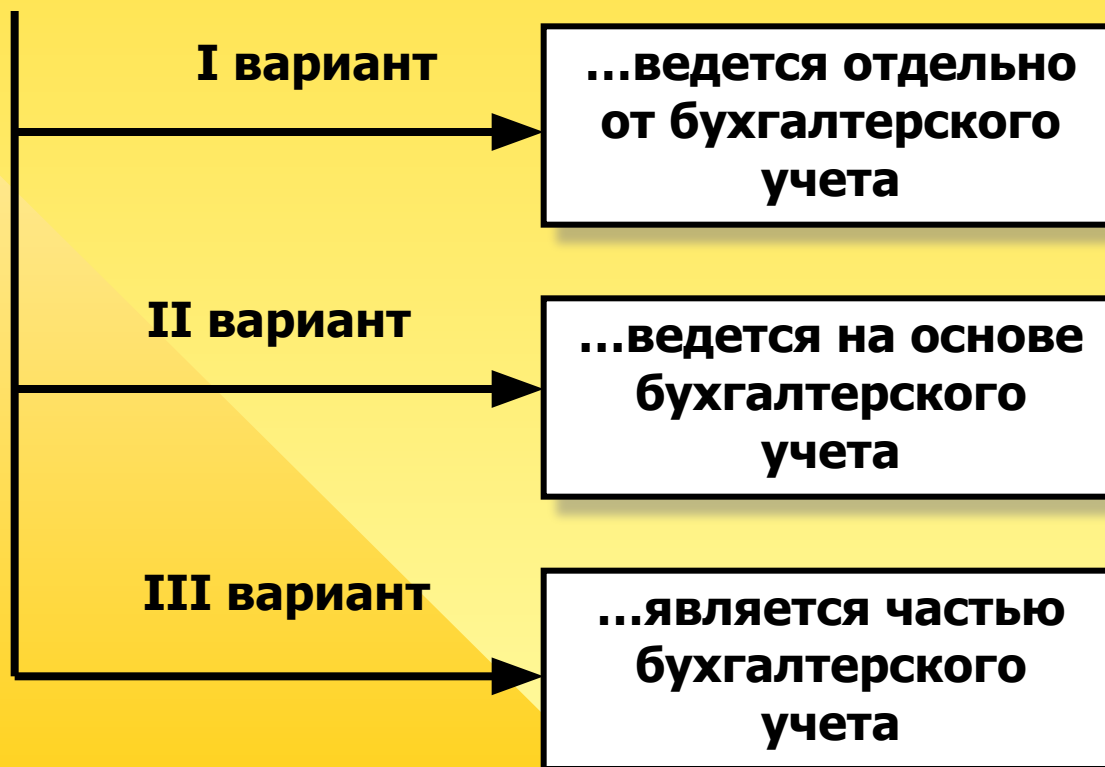 I вариант
...ведется отдельно
от бухгалтерского
учета
II вариант
...ведется на основе
бухгалтерского
учета
III вариант
...является частью
бухгалтерского
учета